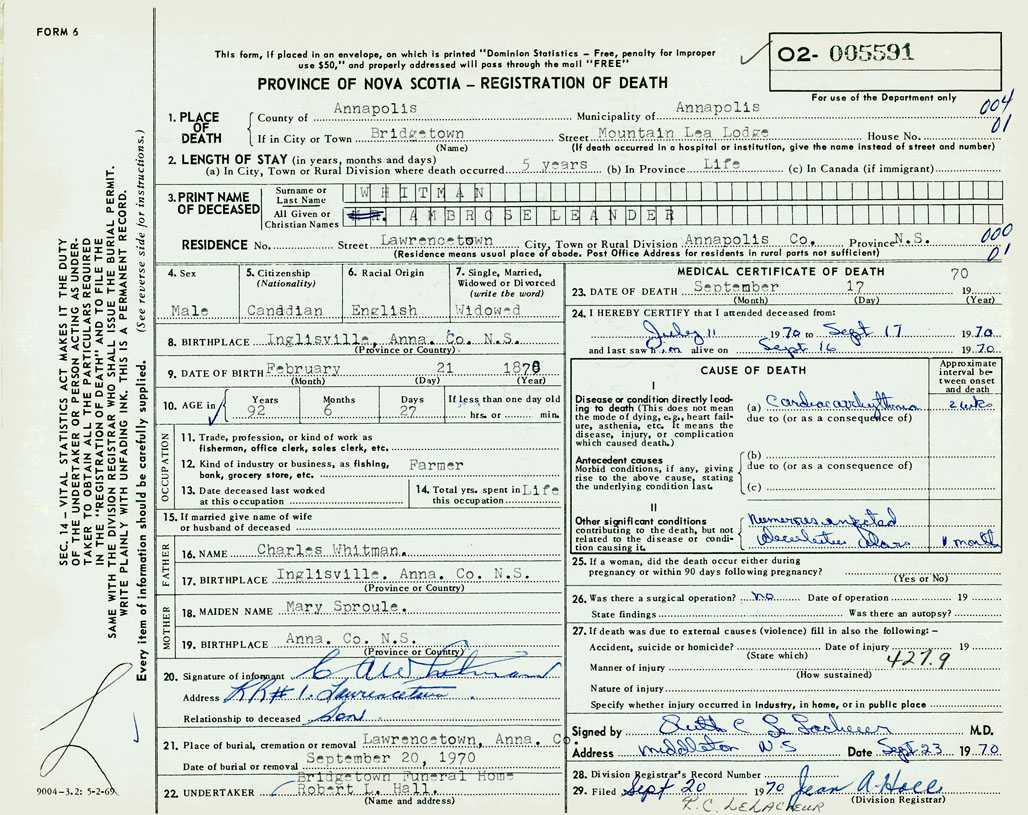 FORM 6
This form, if placed in an envelope, on which is printed "Dominion Statistics – Free, penalty for improper
use $50," and properly addressed will pass through the mail "FREE"
O2- 005591
PROVINCE OF NOVA SCOTIA – REGISTRATION OF DEATH
For use of the Department only
004
01
1. PLACE OF DEATH
County of Annapolis Municipality of Annapolis
If in City or Town Bridgetown Street Mountain Lea Lodge House No.
(Name) (If death occurred in a hospital or institution, give the name instead of street and number)
2. LENGTH OF STAY (in years, months and days)
(a) In City, Town or Rural Division where death occurred 5 years (b) In Province Life (c) In Canada (if immigrant)
3. PRINT NAME OF DECEASED
Surname or Last Name WHITMAN
All Given or Christian Names AMBROSE LEANDER
RESIDENCE No. Street Lawrencetown City, Town or Rural Division Annapolis Co. Province N.S.
(Residence means usual place of abode. Post Office Address for residents in rural parts not sufficient)
000
01
4. Sex
Male
5. Citizenship
(Nationality)
Canadian
6. Racial Origin
English
7. Single, Married,
Widowed or Divorced
(write the word)
Widowed
8. BIRTHPLACE Inglisville, Anna. Co. N.S.
(Province or Country)
9. DATE OF BIRTH February 21 1878
(Month) (Day) (Year)
10. AGE in
Years Months Days If less than one day old
92 6 27 hrs. or min.
OCCUPATION
11. Trade, profession, or kind of work as
fisherman, office clerk, sales clerk, etc.
12. Kind of industry or business, as fishing,
bank, grocery store, etc. Farmer
13. Date deceased last worked
at this occupation
14. Total yrs. spent in
this occupation Life
15. If married give name of wife
or husband of deceased
FATHER
16. NAME Charles Whitman.
17. BIRTHPLACE Inglisville. Anna. Co. N.S.
(Province or Country)
MOTHER
18. MAIDEN NAME Mary Sproule.
19. BIRTHPLACE Anna. Co. N.S.
(Province or Country)
20. Signature of informant C A Whitman
Address RR# 1. Lawrencetown
Relationship to deceased Son
21. Place of burial, cremation or removal Lawrencetown, Anna. Co.
Date of burial or removal September 20, 1970
Bridgetown Funeral Home
22. UNDERTAKER Robert L. Hall.
(Name and address)
MEDICAL CERTIFICATE OF DEATH
23. DATE OF DEATH September 17 19 70
(Month) (Day) (Year)
24. I HEREBY CERTIFY that I attended deceased from:
July 11 1970 to Sept 17 1970
and last saw him alive on Sept 16 1970
CAUSE OF DEATH
Approximate
interval be-
tween onset
and death
I
Disease or condition directly lead-
ing to death (This does not mean
the mode of dying, e.g., heart fail-
ure, asthenia, etc. It means the
disease, injury, or complication
which caused death.)
(a) Cardiac arrhythmia 2 wks
due to (or as a consequence of)
Antecedent causes
Morbid conditions, if any, giving
rise to the above cause, stating
the underlying condition last.
(b)
due to (or as a consequence of)
(c)
II
Other significant conditions
contributing to the death, but not
related to the disease or condi-
tion causing it.
Numerous infected
decubitus ulcers 1 month
25. If a woman, did the death occur either during
pregnancy or within 90 days following pregnancy?
(Yes or No)
26. Was there a surgical operation? no Date of operation 19
State findings Was there an autopsy?
27. If death was due to external causes (violence) fill in also the following: –
Accident, suicide or homicide? Date of injury 19
(State which) 427.9
Manner of injury
(How sustained)
Nature of injury
Specify whether injury occurred in industry, in home, or in public place
Signed by M.D.
Address Middleton N.S Date Sept 23 1970
28. Division Registrar's Record Number
29. Filed Sept 20 1970 Jean A. Hall
(Division Registrar)
R.C. LELACHEUR
SEC. 14 – VITAL STATISTICS ACT MAKES IT THE DUTY
OF THE UNDERTAKER OR PERSON ACTING AS UNDER-
TAKER TO OBTAIN ALL THE PARTICULARS REQUIRED
IN THE "REGISTRATION OF DEATH" AND TO FILE THE
SAME WITH THE DIVISION REGISTRAR WHO SHALL ISSUE THE BURIAL PERMIT.
WRITE PLAINLY WITH UNFADING INK. THIS IS A PERMANENT RECORD.
Every item of information should be carefully supplied. (See reverse side for instructions.)
9004-3.2: 5-2-69